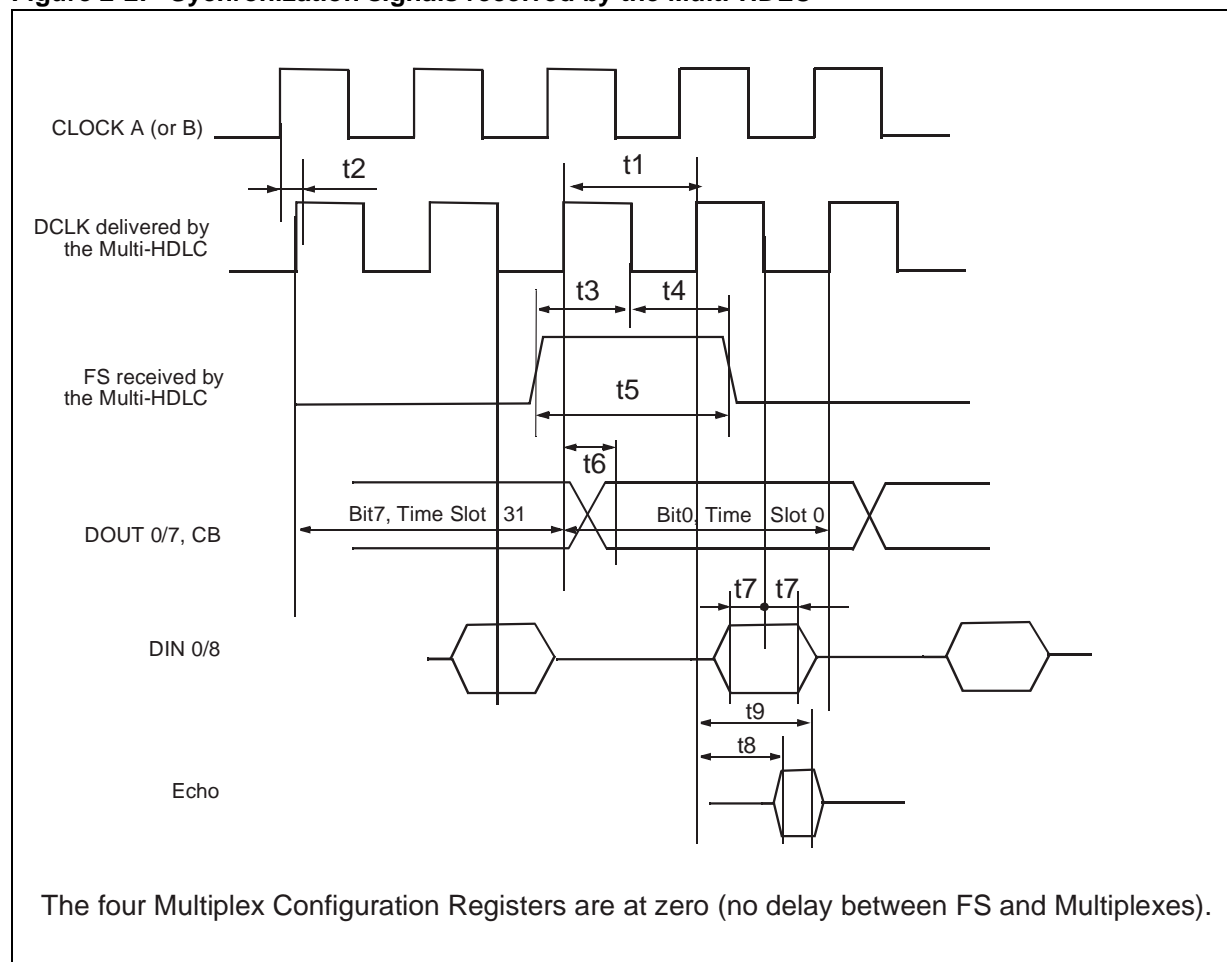 Figure 2-2. Sychronization signals received by the Multi-HDLC
CLOCK A (or B)
t2
t1
DCLK delivered by
the Multi-HDLC
t3
t4
FS received by
the Multi-HDLC
t5
t6
Bit7, Time Slot 31
Bit0, Time Slot 0
DOUT 0/7, CB
t7
t7
DIN 0/8
t9
t8
Echo
The four Multiplex Configuration Registers are at zero (no delay between FS and Multiplexes).